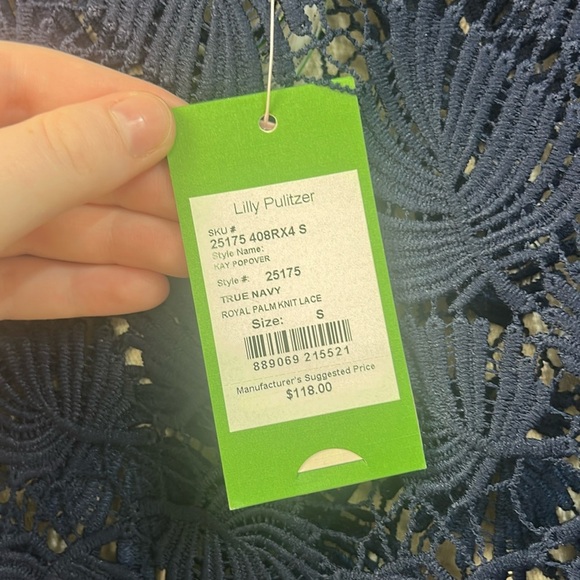 Lilly Pulitzer
SKU #
25175 408RX4 S
Style Name:
KAY POPOVER
Style #: 25175
TRUE NAVY
ROYAL PALM KNIT LACE
Size: S
889069 215521
Manufacturer's Suggested Price
$118.00